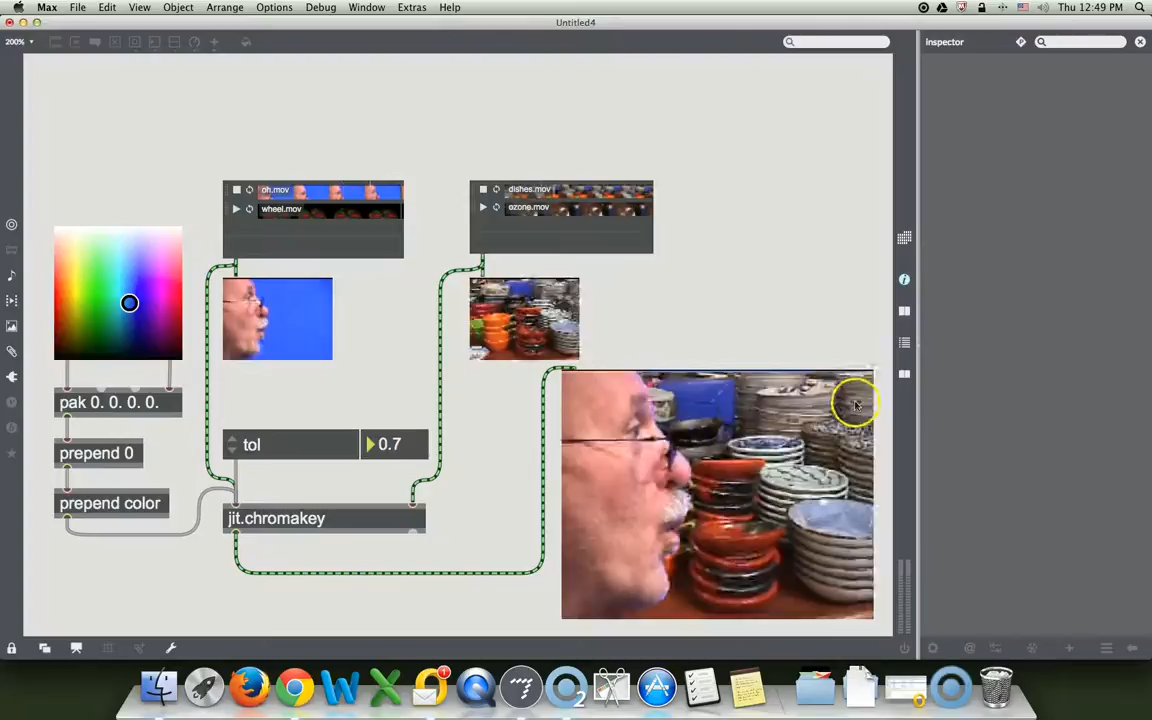 Max File Edit View Object Arrange Options Debug Window Extras Help
Thu 12:49 PM
Untitled4
200%
inspector
oh.mov
wheel.mov
dishes.mov
ozone.mov
pak 0. 0. 0. 0.
prepend 0
tol
0.7
prepend color
jit.chromakey
1
2